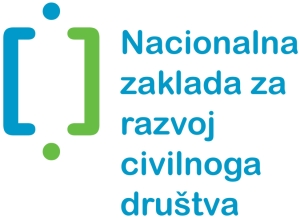 Nacionalna
zaklada za
razvoj
civilnoga
društva